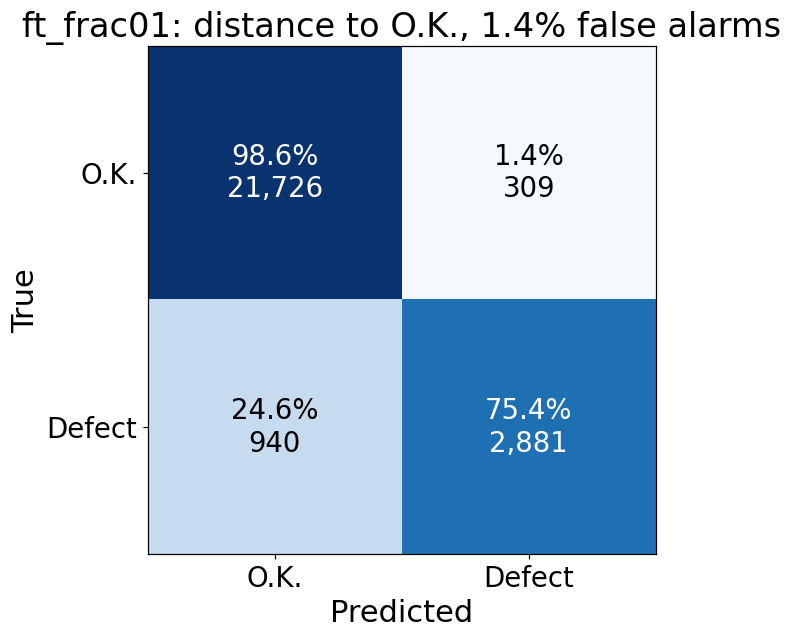 ft_frac01: distance to O.K., 1.4% false alarms
True
O.K.
98.6%
21,726
1.4%
309
Defect
24.6%
940
75.4%
2,881
O.K.
Defect
Predicted